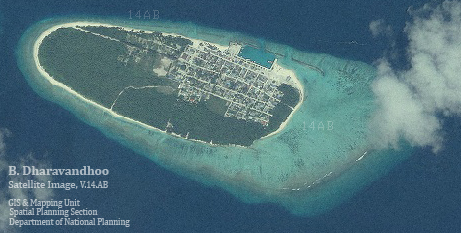 14AB
14AB
B. Dharavandhoo
Satellite Image, V.14.AB
GIS & Mapping Unit
Spatial Planning Section
Department of National Planning